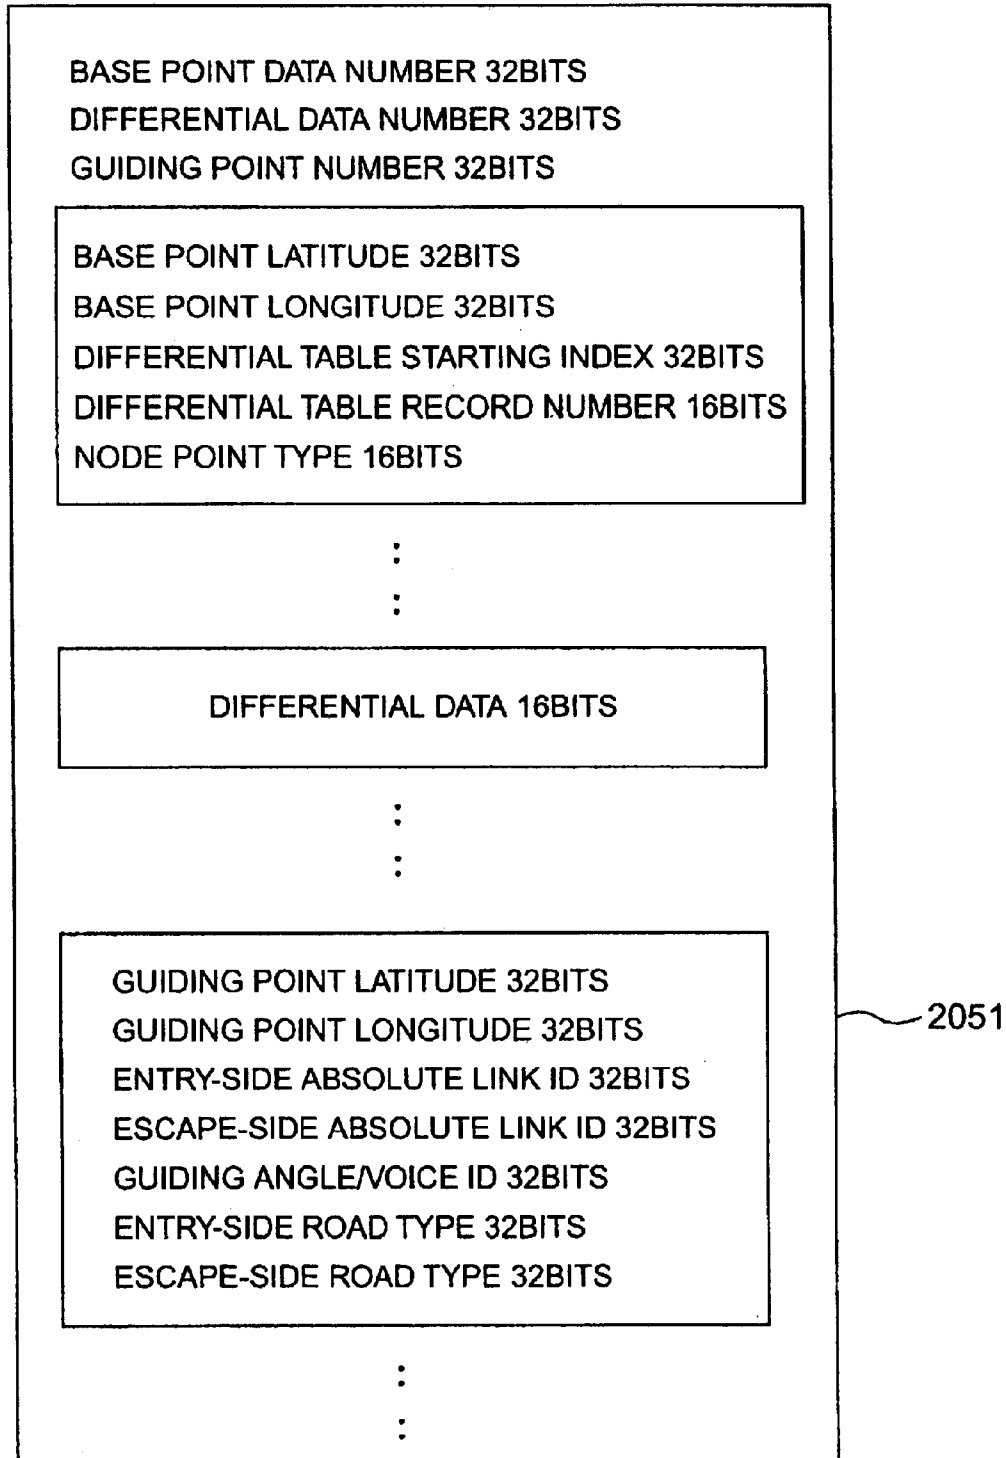 BASE POINT DATA NUMBER 32BITS
DIFFERENTIAL DATA NUMBER 32BITS
GUIDING POINT NUMBER 32BITS
BASE POINT LATITUDE 32BITS
BASE POINT LONGITUDE 32BITS
DIFFERENTIAL TABLE STARTING INDEX 32BITS
DIFFERENTIAL TABLE RECORD NUMBER 16BITS
NODE POINT TYPE 16BITS
DIFFERENTIAL DATA 16BITS
GUIDING POINT LATITUDE 32BITS
GUIDING POINT LONGITUDE 32BITS
ENTRY-SIDE ABSOLUTE LINK ID 32BITS
ESCAPE-SIDE ABSOLUTE LINK ID 32BITS
GUIDING ANGLE/VOICE ID 32BITS
ENTRY-SIDE ROAD TYPE 32BITS
ESCAPE-SIDE ROAD TYPE 32BITS
2051